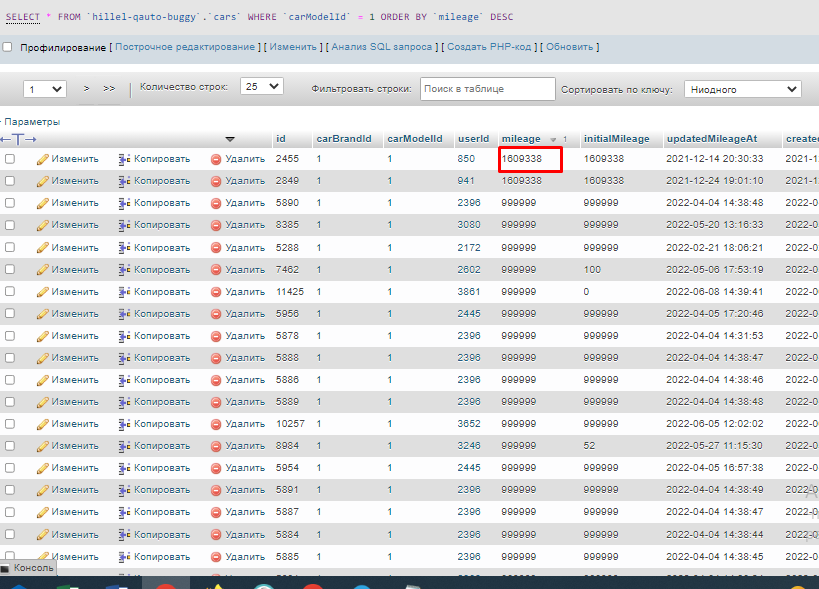 SELECT * FROM `hillel-qauto-buggy`.`cars` WHERE `carModelId` = 1 ORDER BY `mileage` DESC
Профилирование [ Построчное редактирование ] [ Изменить ] [ Анализ SQL запроса ] [ Создать PHP-код ] [ Обновить ]
1 > >> Количество строк: 25 Фильтровать строки: Поиск в таблице Сортировать по ключу: Ниодного
Параметры
id carBrandId carModelId userId mileage 1 initialMileage updatedMileageAt create
Изменить Копировать Удалить 2455 1 1 850 1609338 1609338 2021-12-14 20:30:33 2021-1
Изменить Копировать Удалить 2849 1 1 941 1609338 1609338 2021-12-24 19:01:10 2021-1
Изменить Копировать Удалить 5890 1 1 2396 999999 999999 2022-04-04 14:38:48 2022-0
Изменить Копировать Удалить 8385 1 1 3080 999999 999999 2022-05-20 13:16:33 2022-0
Изменить Копировать Удалить 5288 1 1 2172 999999 999999 2022-02-21 18:06:21 2022-0
Изменить Копировать Удалить 7462 1 1 2602 999999 100 2022-05-06 17:53:19 2022-0
Изменить Копировать Удалить 11425 1 1 3861 999999 0 2022-06-08 14:39:41 2022-0
Изменить Копировать Удалить 5956 1 1 2445 999999 999999 2022-04-05 17:20:46 2022-0
Изменить Копировать Удалить 5878 1 1 2396 999999 999999 2022-04-04 14:31:53 2022-0
Изменить Копировать Удалить 5888 1 1 2396 999999 999999 2022-04-04 14:38:47 2022-0
Изменить Копировать Удалить 5886 1 1 2396 999999 999999 2022-04-04 14:38:46 2022-0
Изменить Копировать Удалить 5889 1 1 2396 999999 999999 2022-04-04 14:38:48 2022-0
Изменить Копировать Удалить 10257 1 1 3652 999999 999999 2022-06-05 12:02:02 2022-0
Изменить Копировать Удалить 8984 1 1 3246 999999 52 2022-05-27 11:15:30 2022-0
Изменить Копировать Удалить 5954 1 1 2445 999999 999999 2022-04-05 16:57:38 2022-0
Изменить Копировать Удалить 5891 1 1 2396 999999 999999 2022-04-04 14:38:49 2022-0
Изменить Копировать Удалить 5887 1 1 2396 999999 999999 2022-04-04 14:38:47 2022-0
Изменить Копировать Удалить 5884 1 1 2396 999999 999999 2022-04-04 14:38:44 2022-0
Изменить Копировать Удалить 5885 1 1 2396 999999 999999 2022-04-04 14:38:45 2022-0
Консоль